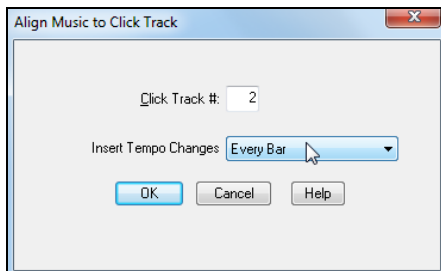 Align Music to Click Track
Click Track #: 2
Insert Tempo Changes Every Bar
OK Cancel Help